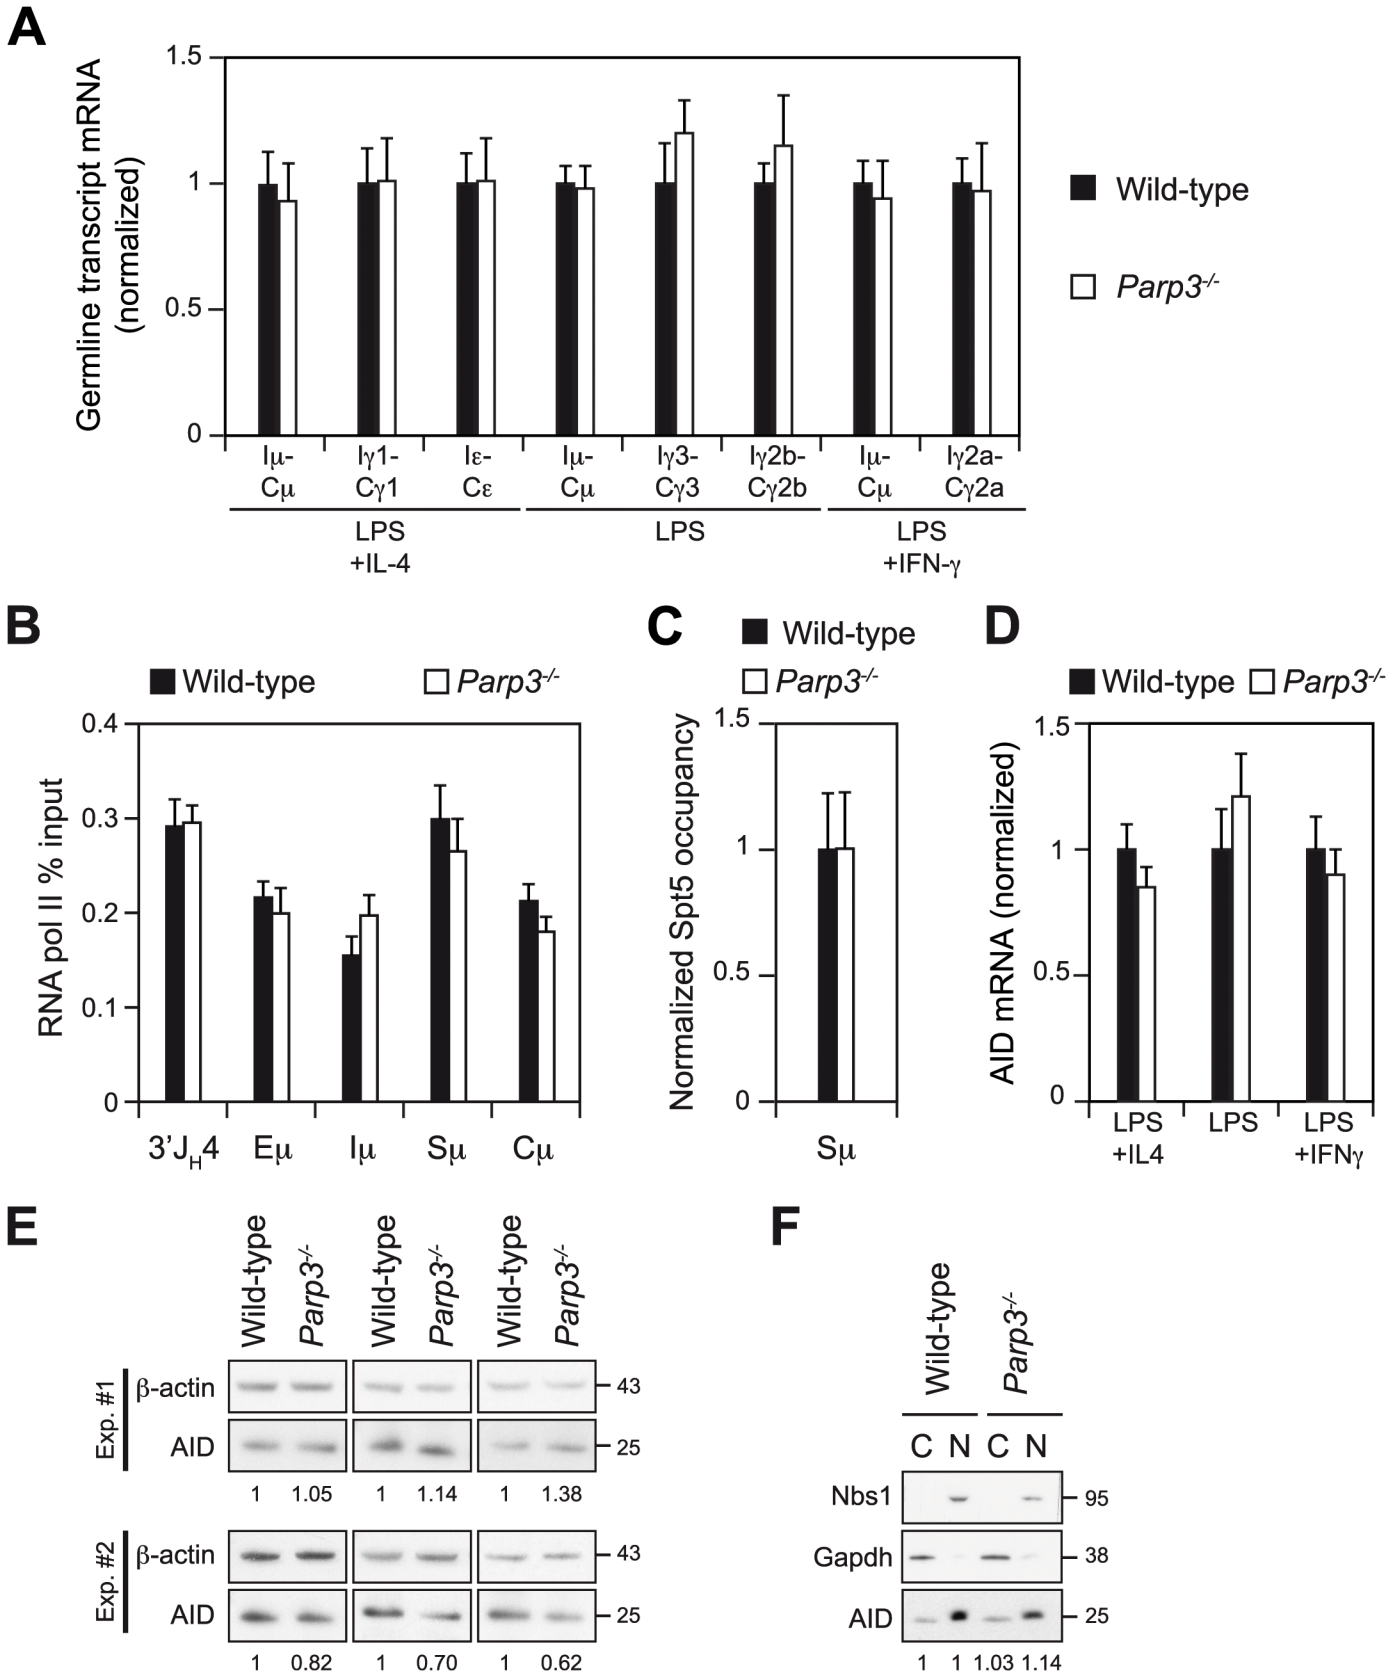 A
Germline transcript mRNA
(normalized)
1.5
1
0.5
0
Iμ-
Cμ
Iγ1-
Cγ1
Iε-
Cε
Iμ-
Cμ
Iγ3-
Cγ3
Iγ2b-
Cγ2b
Iμ-
Cμ
Iγ2a-
Cγ2a
LPS
+IL-4
LPS
LPS
+IFN-γ
Wild-type
Parp3-/-
B
Wild-type
Parp3-/-
RNA pol II % input
0.4
0.3
0.2
0.1
0
3’JH4
Eμ
Iμ
Sμ
Cμ
C
Wild-type
Parp3-/-
Normalized Spt5 occupancy
1.5
1
0.5
0
Sμ
D
Wild-type
Parp3-/-
AID mRNA (normalized)
1.5
1
0.5
0
LPS
+IL4
LPS
LPS
+IFNγ
E
Wild-type
Parp3-/-
Wild-type
Parp3-/-
Wild-type
Parp3-/-
Exp. #1
β-actin
43
AID
25
1 1.05 1 1.14 1 1.38
Exp. #2
β-actin
43
AID
25
1 0.82 1 0.70 1 0.62
F
Wild-type
Parp3-/-
C N C N
Nbs1
95
Gapdh
38
AID
25
1 1 1.03 1.14